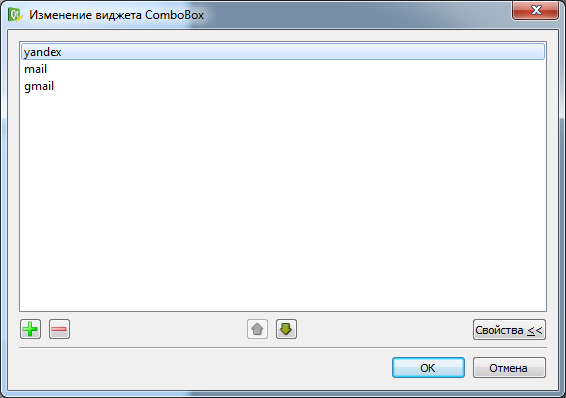 Изменение виджета ComboBox
yandex
mail
gmail
Свойства <<
OK
Отмена